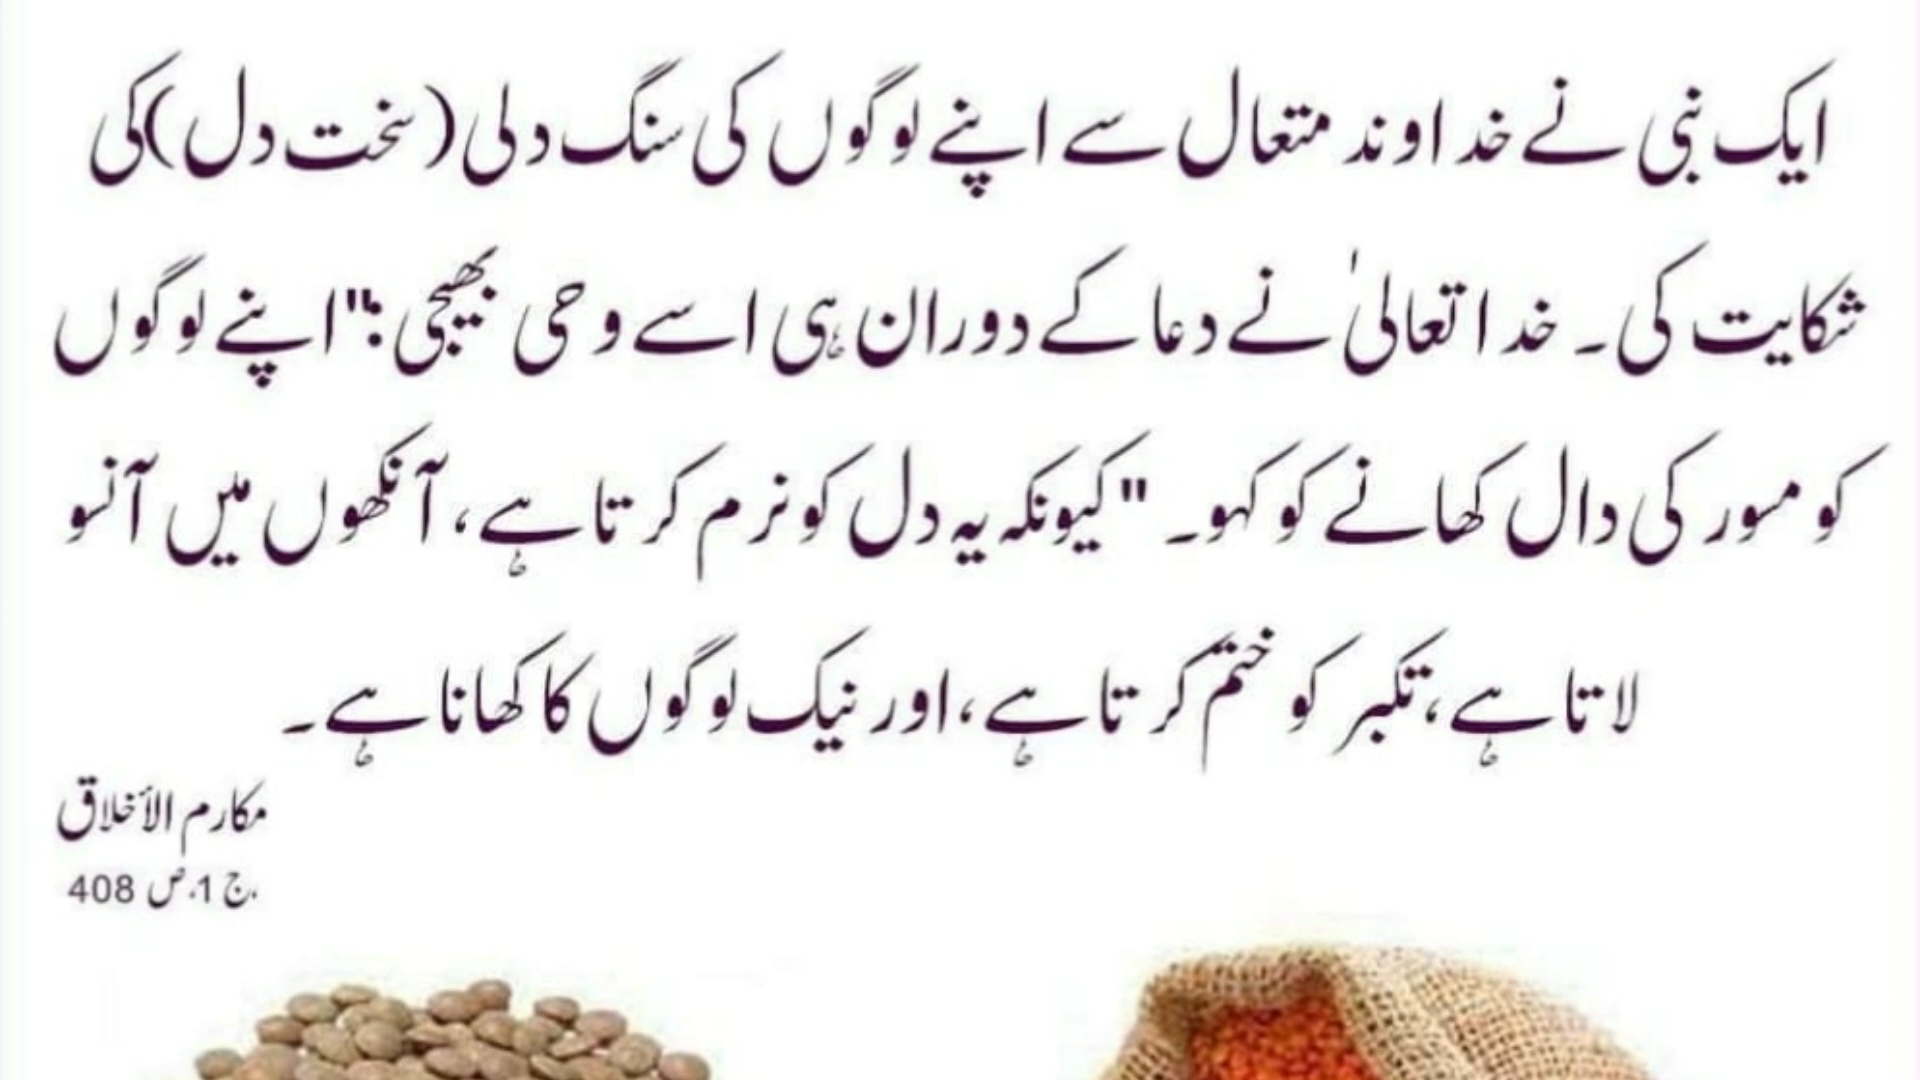 ایک نبی نے خداوند متعال سے اپنے لوگوں کی سنگ دلی (سخت دل) کی
شکایت کی۔ خدا تعالیٰ نے دعا کے دوران ہی اسے وحی بھیجی:"اپنے لوگوں
کو مسور کی دال کھانے کو کہو۔ "کیونکہ یہ دل کو نرم کرتا ہے، آنکھوں میں آنسو
لاتا ہے، تکبر کو ختم کرتا ہے، اور نیک لوگوں کا کھانا ہے۔
مکارم الأخلاق
،ج 1،ص 408